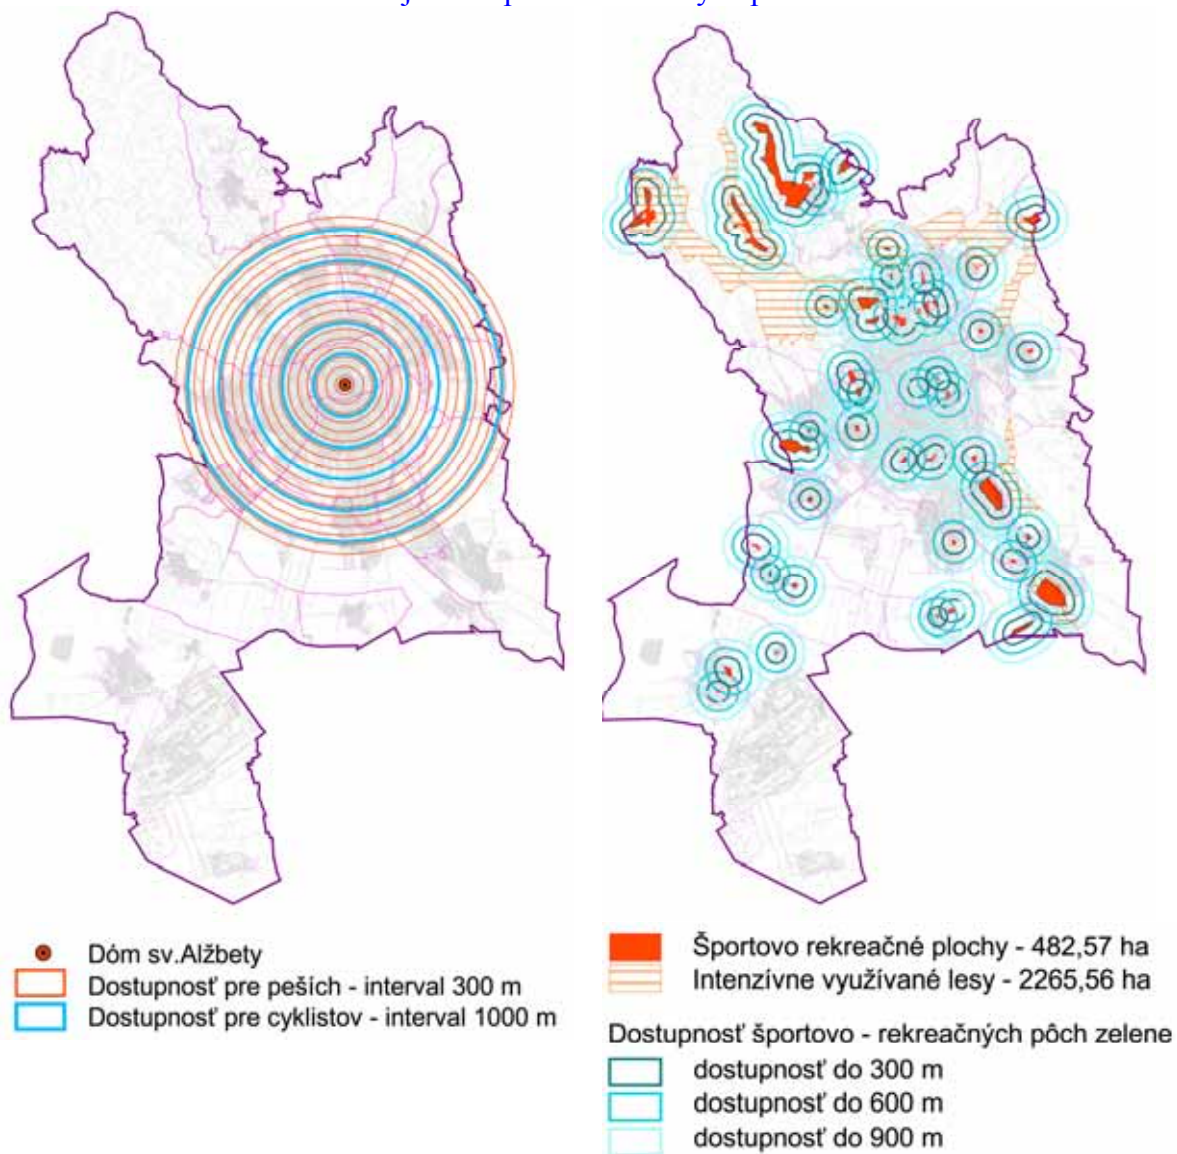 Dóm sv.Alžbety
Dostupnosť pre peších - interval 300 m
Dostupnosť pre cyklistov - interval 1000 m
Športovo rekreačné plochy - 482,57 ha
Intenzívne využívané lesy - 2265,56 ha
Dostupnosť športovo - rekreačných pôch zelene
dostupnosť do 300 m
dostupnosť do 600 m
dostupnosť do 900 m